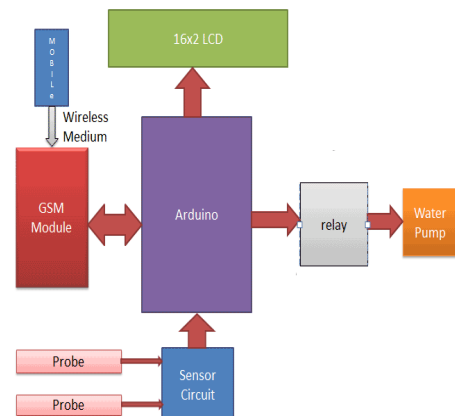 16x2 LCD
M
O
B
I
L
e
Wireless
Medium
GSM
Module
Arduino
relay
Water
Pump
Probe
Sensor
Circuit
Probe